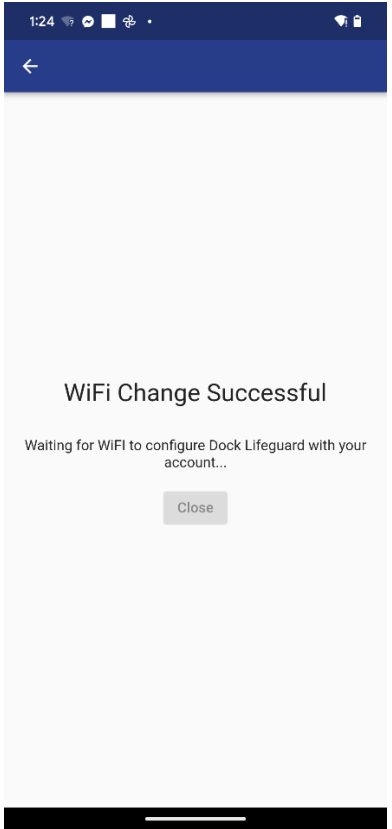 1:24
WiFi Change Successful
Waiting for WiFI to configure Dock Lifeguard with your
account...
Close